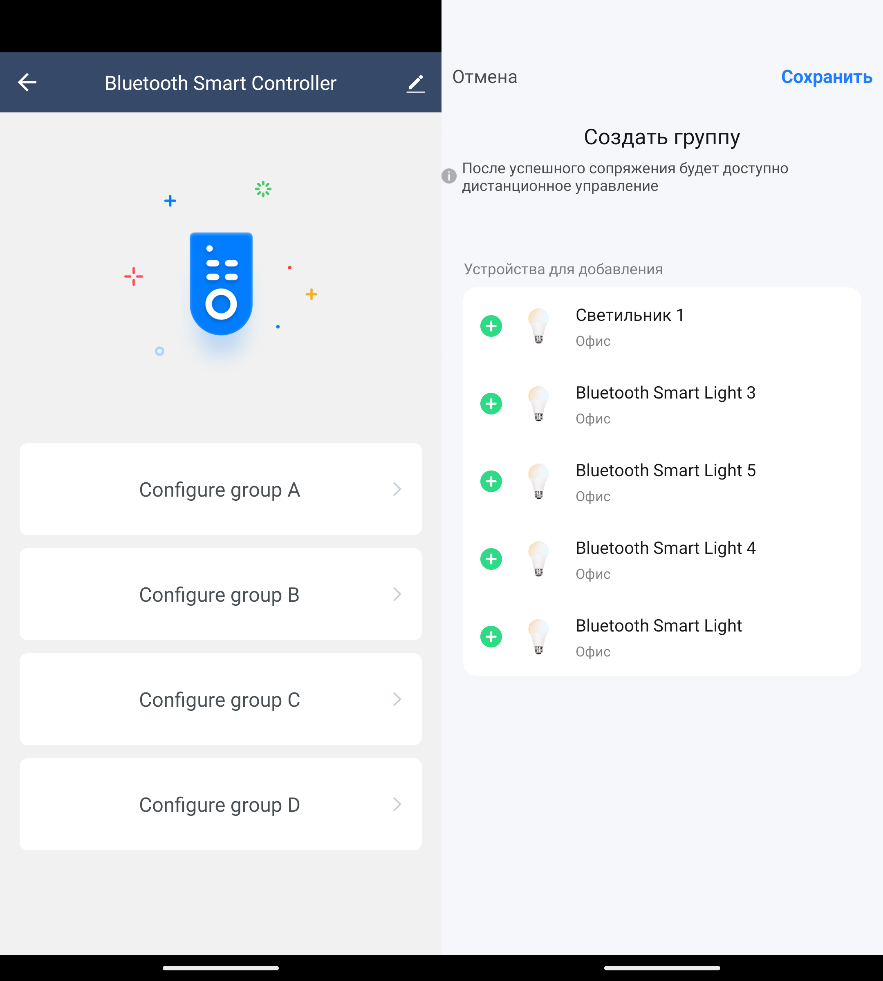 Bluetooth Smart Controller
Configure group A
Configure group B
Configure group C
Configure group D
Отмена
Сохранить
Создать группу
После успешного сопряжения будет доступно
дистанционное управление
Устройства для добавления
Светильник 1
Офис
Bluetooth Smart Light 3
Офис
Bluetooth Smart Light 5
Офис
Bluetooth Smart Light 4
Офис
Bluetooth Smart Light
Офис